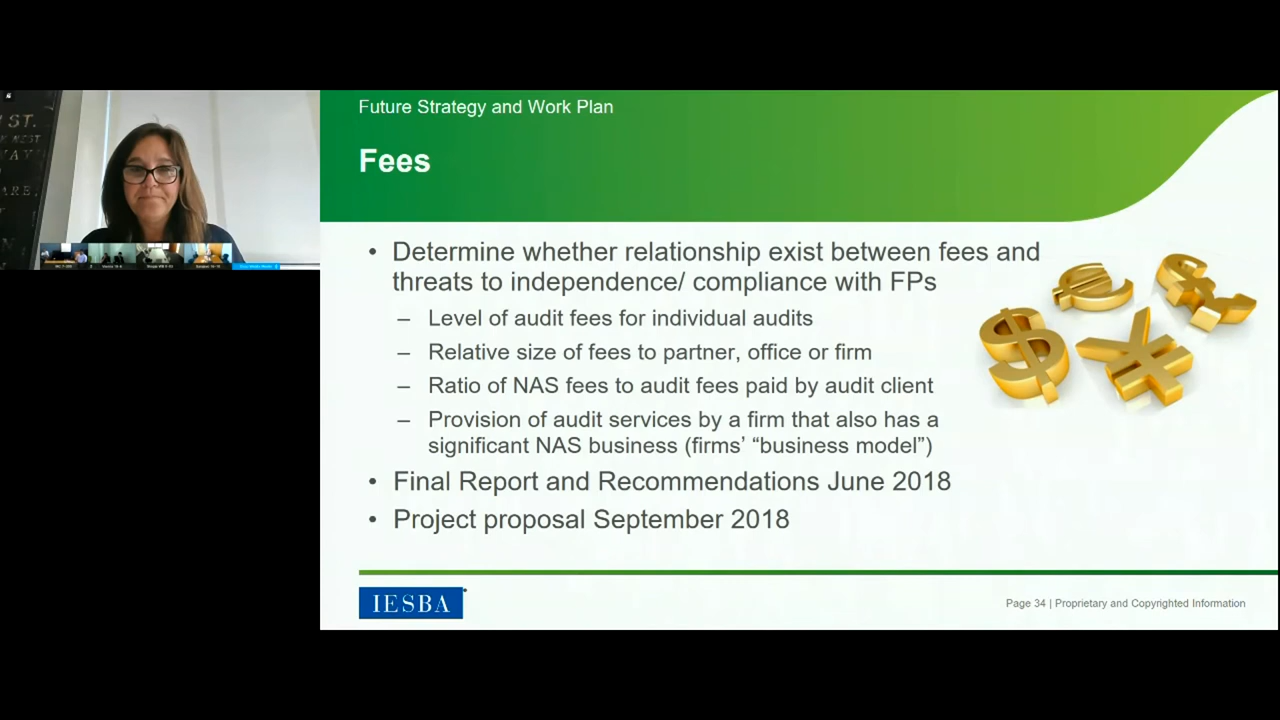 ST.
WEST
WAY
ARE,
Future Strategy and Work Plan
Fees
• Determine whether relationship exist between fees and
threats to independence/ compliance with FPs
– Level of audit fees for individual audits
– Relative size of fees to partner, office or firm
– Ratio of NAS fees to audit fees paid by audit client
– Provision of audit services by a firm that also has a
significant NAS business (firms’ “business model”)
• Final Report and Recommendations June 2018
• Project proposal September 2018
IESBA
Page 34 | Proprietary and Copyrighted Information